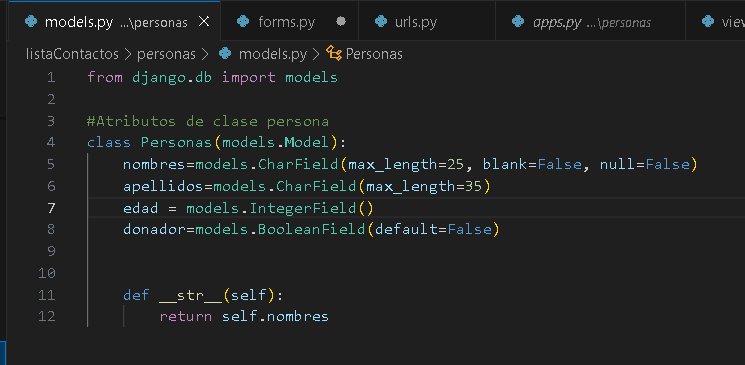 models.py ...\personas × forms.py urls.py apps.py ...\personas view
listaContactos > personas > models.py > Personas
1 from django.db import models
2
3 #Atributos de clase persona
4 class Personas(models.Model):
5 nombres=models.CharField(max_length=25, blank=False, null=False)
6 apellidos=models.CharField(max_length=35)
7 edad = models.IntegerField()
8 donador=models.BooleanField(default=False)
9
10
11 def __str__(self):
12 return self.nombres